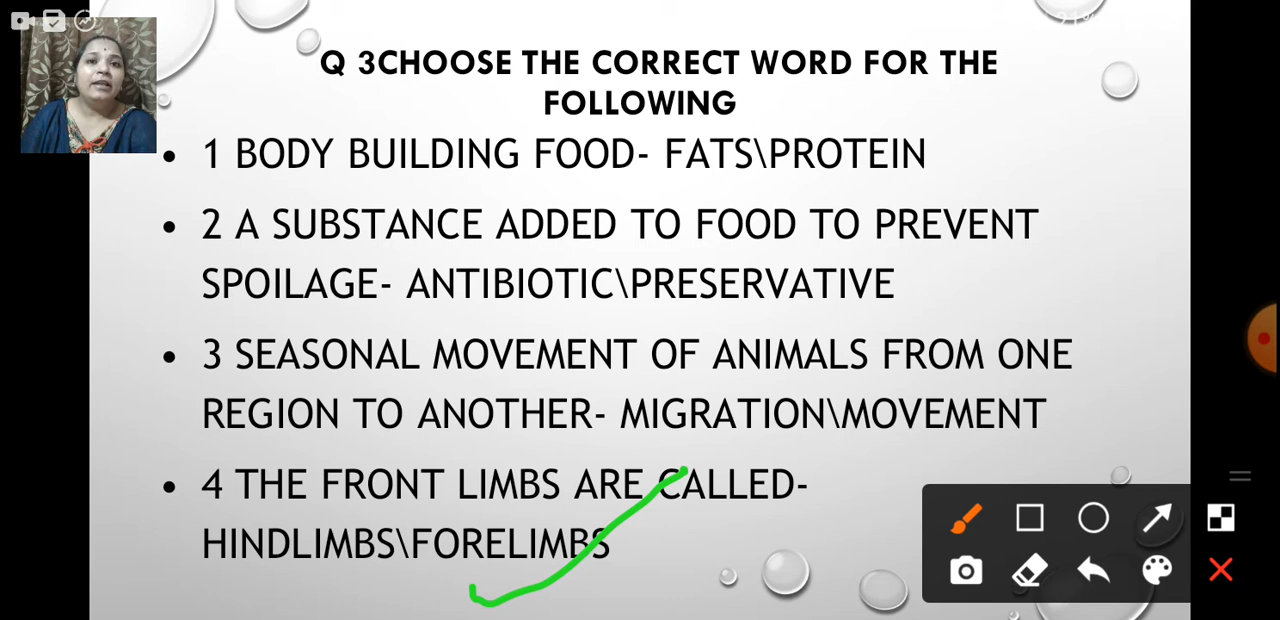 Q 3CHOOSE THE CORRECT WORD FOR THE
FOLLOWING
• 1 BODY BUILDING FOOD- FATS\PROTEIN
• 2 A SUBSTANCE ADDED TO FOOD TO PREVENT
SPOILAGE- ANTIBIOTIC\PRESERVATIVE
• 3 SEASONAL MOVEMENT OF ANIMALS FROM ONE
REGION TO ANOTHER- MIGRATION\MOVEMENT
• 4 THE FRONT LIMBS ARE CALLED-
HINDLIMBS\FORELIMBS